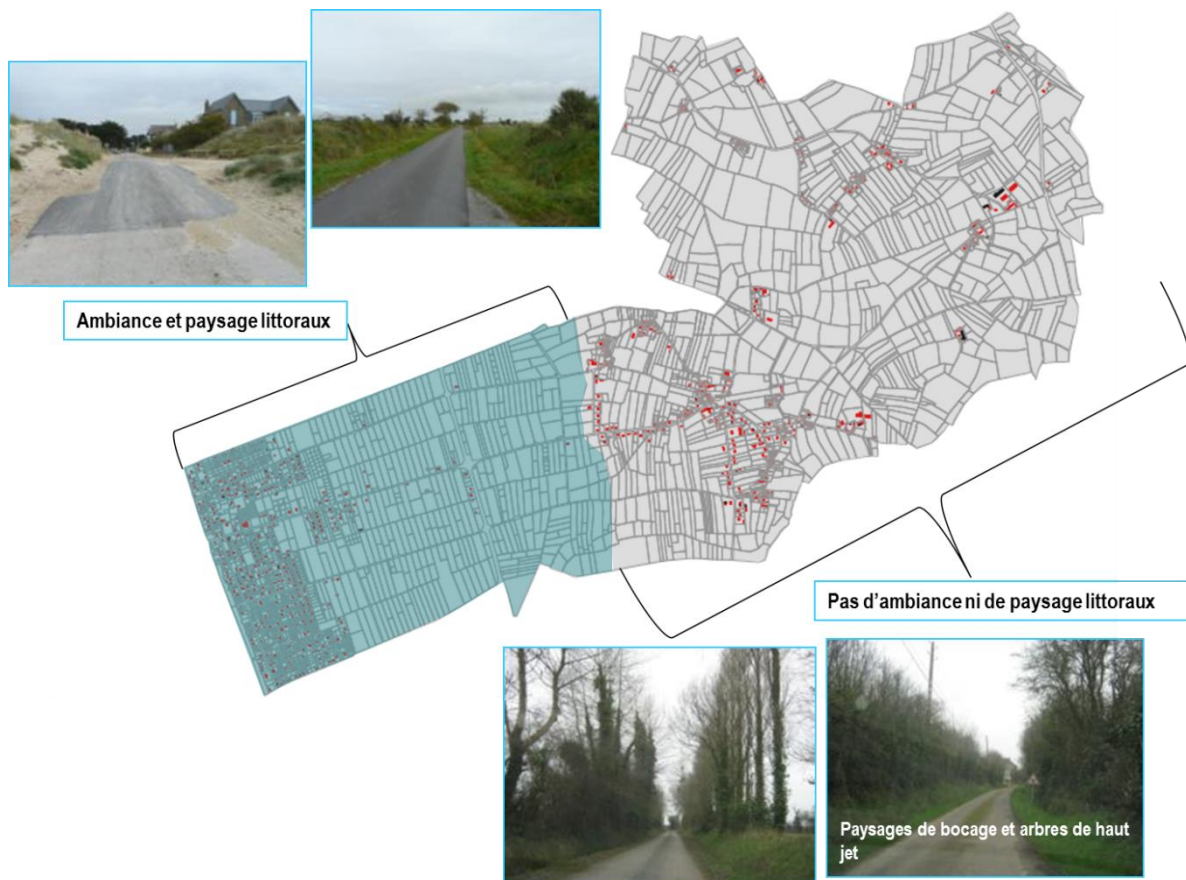 Ambiance et paysage littoraux
Pas d'ambiance ni de paysage littoraux
Paysages de bocage et arbres de haut
jet